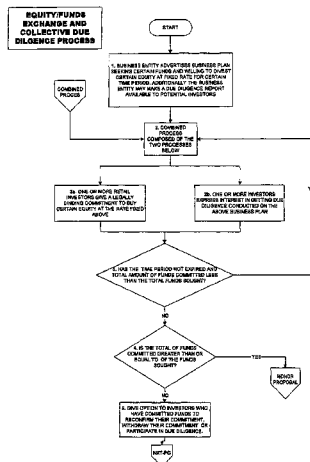 EQUITY/FUNDS
EXCHANGE AND
COLLECTIVE DUE
DILGENCE PROCESS
START
1. BUSINESS ENTITY ADVERTISES BUSINESS PLAN
SEEKING CERTAIN FUNDS AND WILLING TO DIVEST
CERTAIN EQUITY AT FIXED RATE FOR CERTAIN
TIME PERIOD. ADDITIONALLY THE BUSINESS
ENTITY MAY MAKE A DUE DILIGENCE REPORT
AVAILABLE TO POTENTIAL INVESTORS
COMBINED
PROCES
2. COMBINED
PROCESS
COMPOSED OF THE
TWO PROCESSES
BELOW
2a. ONE OR MORE RETAIL
INVESTORS GIVE A LEGALLY
BINDING COMMITMENT TO BUY
CERTAIN EQUITY AT THE RATE FIXED
ABOVE
2b. ONE OR MORE INVESTORS
EXPRESS INTEREST IN GETTING DUE
DILIGENCE CONDUCTED ON THE
ABOVE BUSINESS PLAN
3. HAS THE TIME PERIOD NOT EXPIRED AND
TOTAL AMOUNT OF FUNDS COMMITTED LESS
THAN THE TOTAL FUNDS SOUGHT?
NO
4. IS THE TOTAL OF FUNDS
COMMITTED GREATER THAN OR
EQUAL TO OF THE FUNDS
SOUGHT?
YES
HONOR
PROPOSAL
NO
5. GIVE OPTION TO INVESTORS WHO
HAVE COMMITTED FUNDS TO
RECONFIRM THEIR COMMITMENT,
WITHDRAW THEIR COMMITMENT OR
PARTICIPATE IN DUE DILIGENCE.
NXT-PG